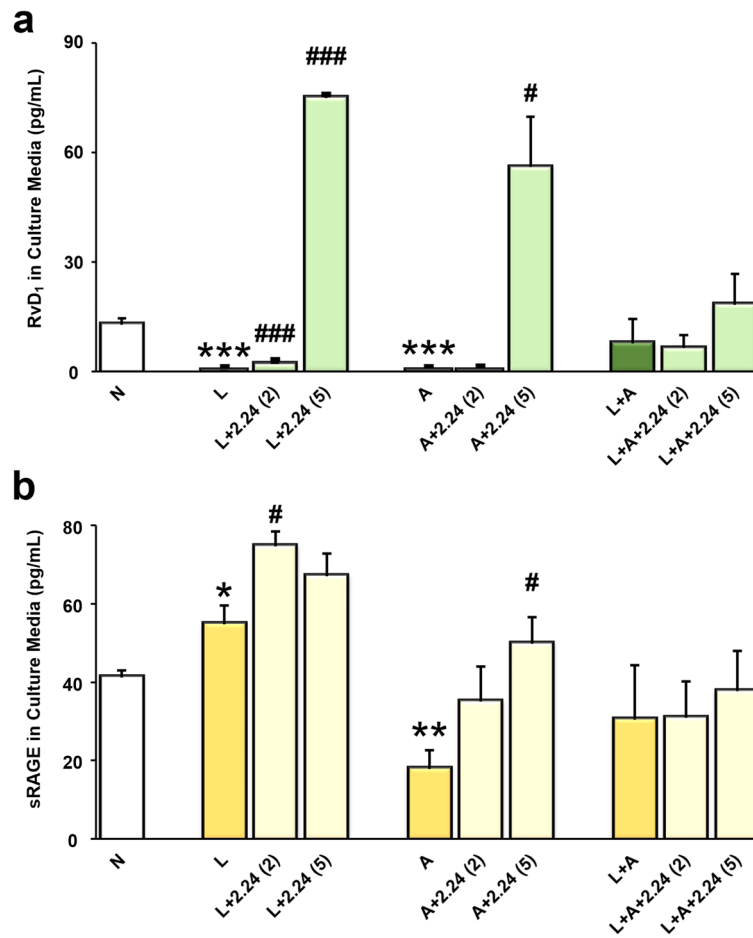 a
RvD₁ in Culture Media (pg/mL)
90
60
30
0
***
###
###
***
#
N
L
L+2.24 (2)
L+2.24 (5)
A
A+2.24 (2)
A+2.24 (5)
L+A
L+A+2.24 (2)
L+A+2.24 (5)
b
sRAGE in Culture Media (pg/mL)
80
60
40
20
0
*
#
**
#
N
L
L+2.24 (2)
L+2.24 (5)
A
A+2.24 (2)
A+2.24 (5)
L+A
L+A+2.24 (2)
L+A+2.24 (5)